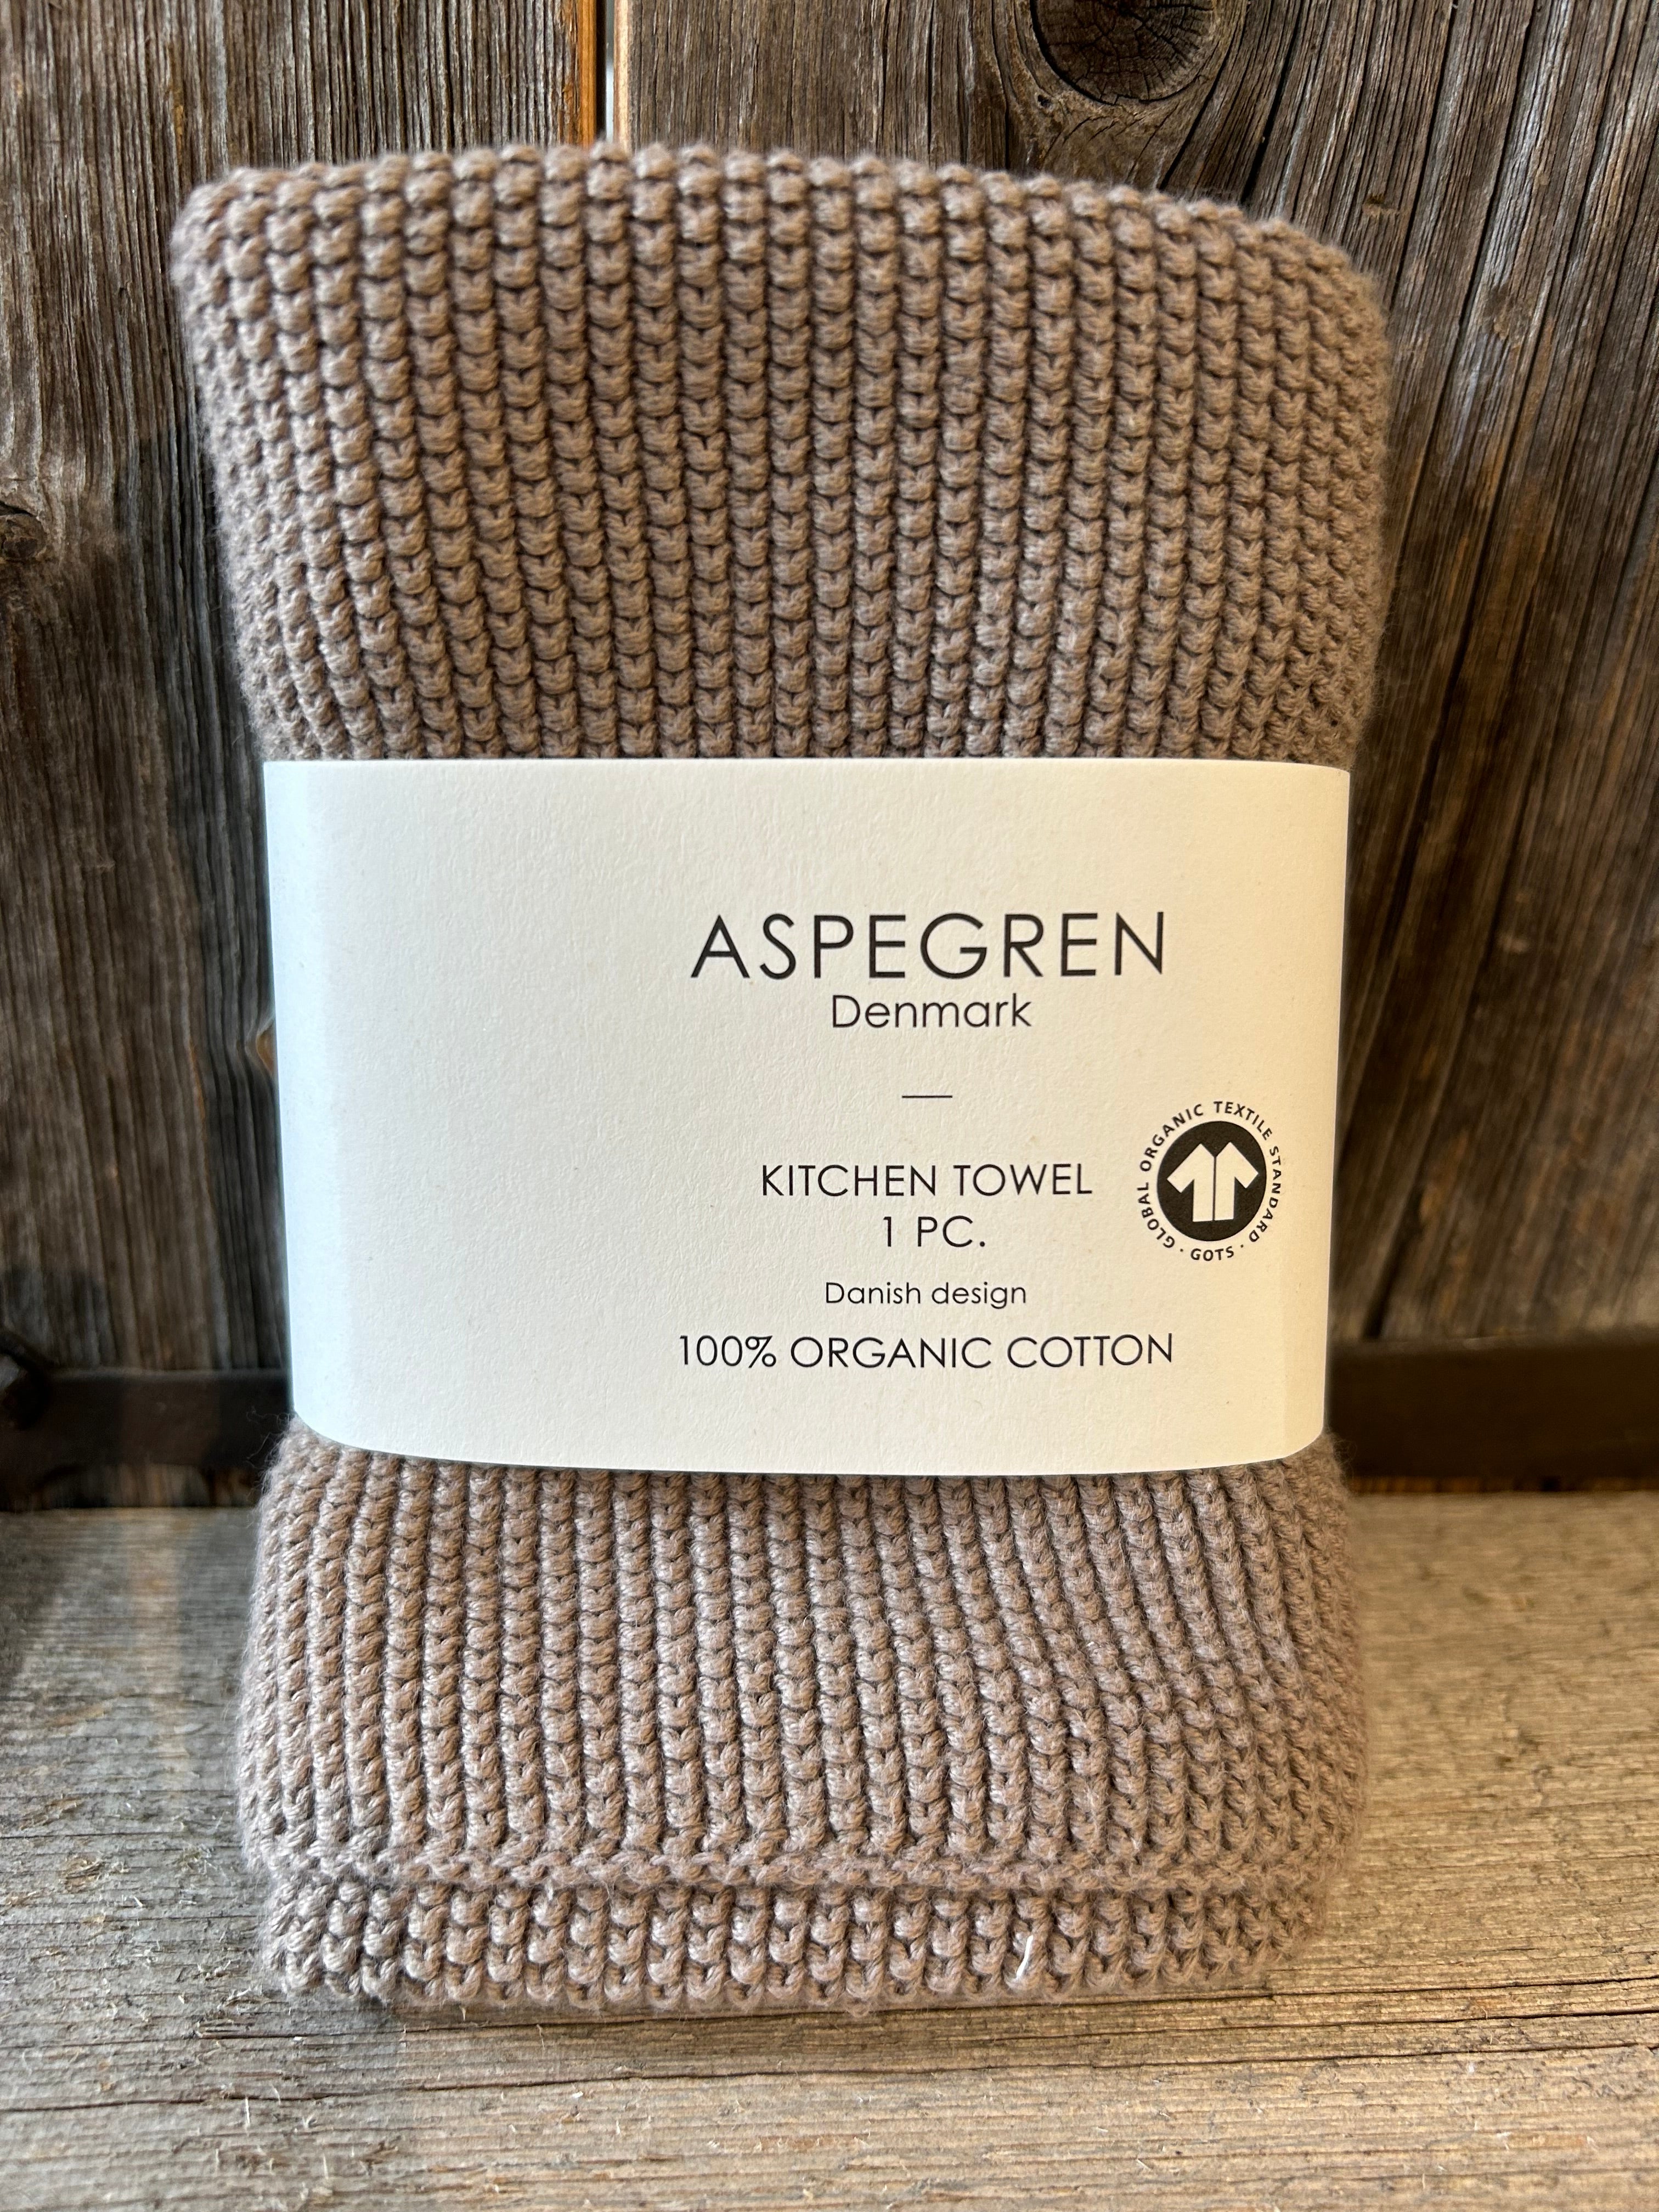 ASPEGREN
Denmark
KITCHEN TOWEL
1 PC.
GLOBAL ORGANIC TEXTILE STANDARD · GOTS ·
Danish design
100% ORGANIC COTTON